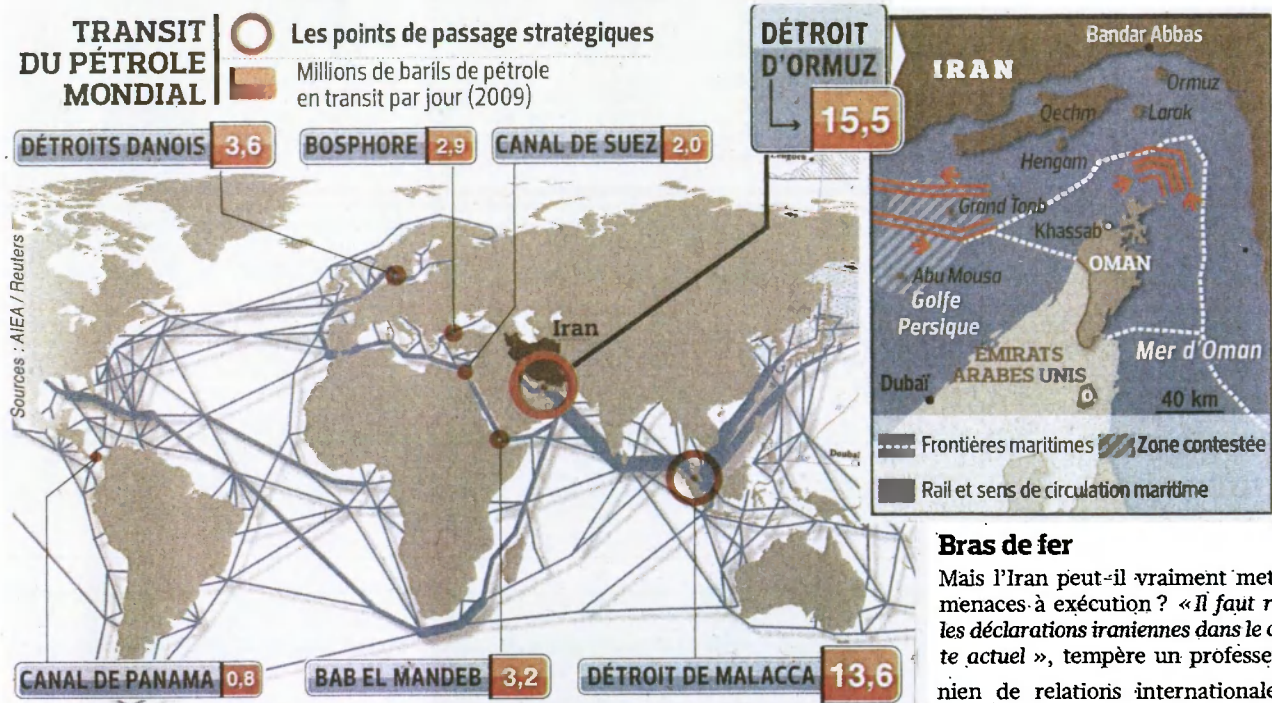 TRANSIT
DU PÉTROLE
MONDIAL
Les points de passage stratégiques
Millions de barils de pétrole
en transit par jour (2009)
DÉTROITS DANOIS 3,6
BOSPHORE 2,9
CANAL DE SUEZ 2,0
DÉTROIT
D'ORMUZ
15,5
Sources : AIEA / Reuters
Iran
CANAL DE PANAMA 0,8
BAB EL MANDEB 3,2
DÉTROIT DE MALACCA 13,6
Bandar Abbas
IRAN
Ormuz
Qechm
Larak
Hengam
Grand Tonb
Khassab
OMAN
Abu Mousa
Golfe
Persique
Mer d'Oman
ÉMIRATS
ARABES UNIS
Dubaï
O.
40 km
Frontières maritimes
Zone contestée
Rail et sens de circulation maritime
Bras de fer
Mais l'Iran peut-il vraiment met
menaces à exécution ? «Il faut r
les déclarations iraniennes dans le c
te actuel », tempère un professe
nien de relations internationale